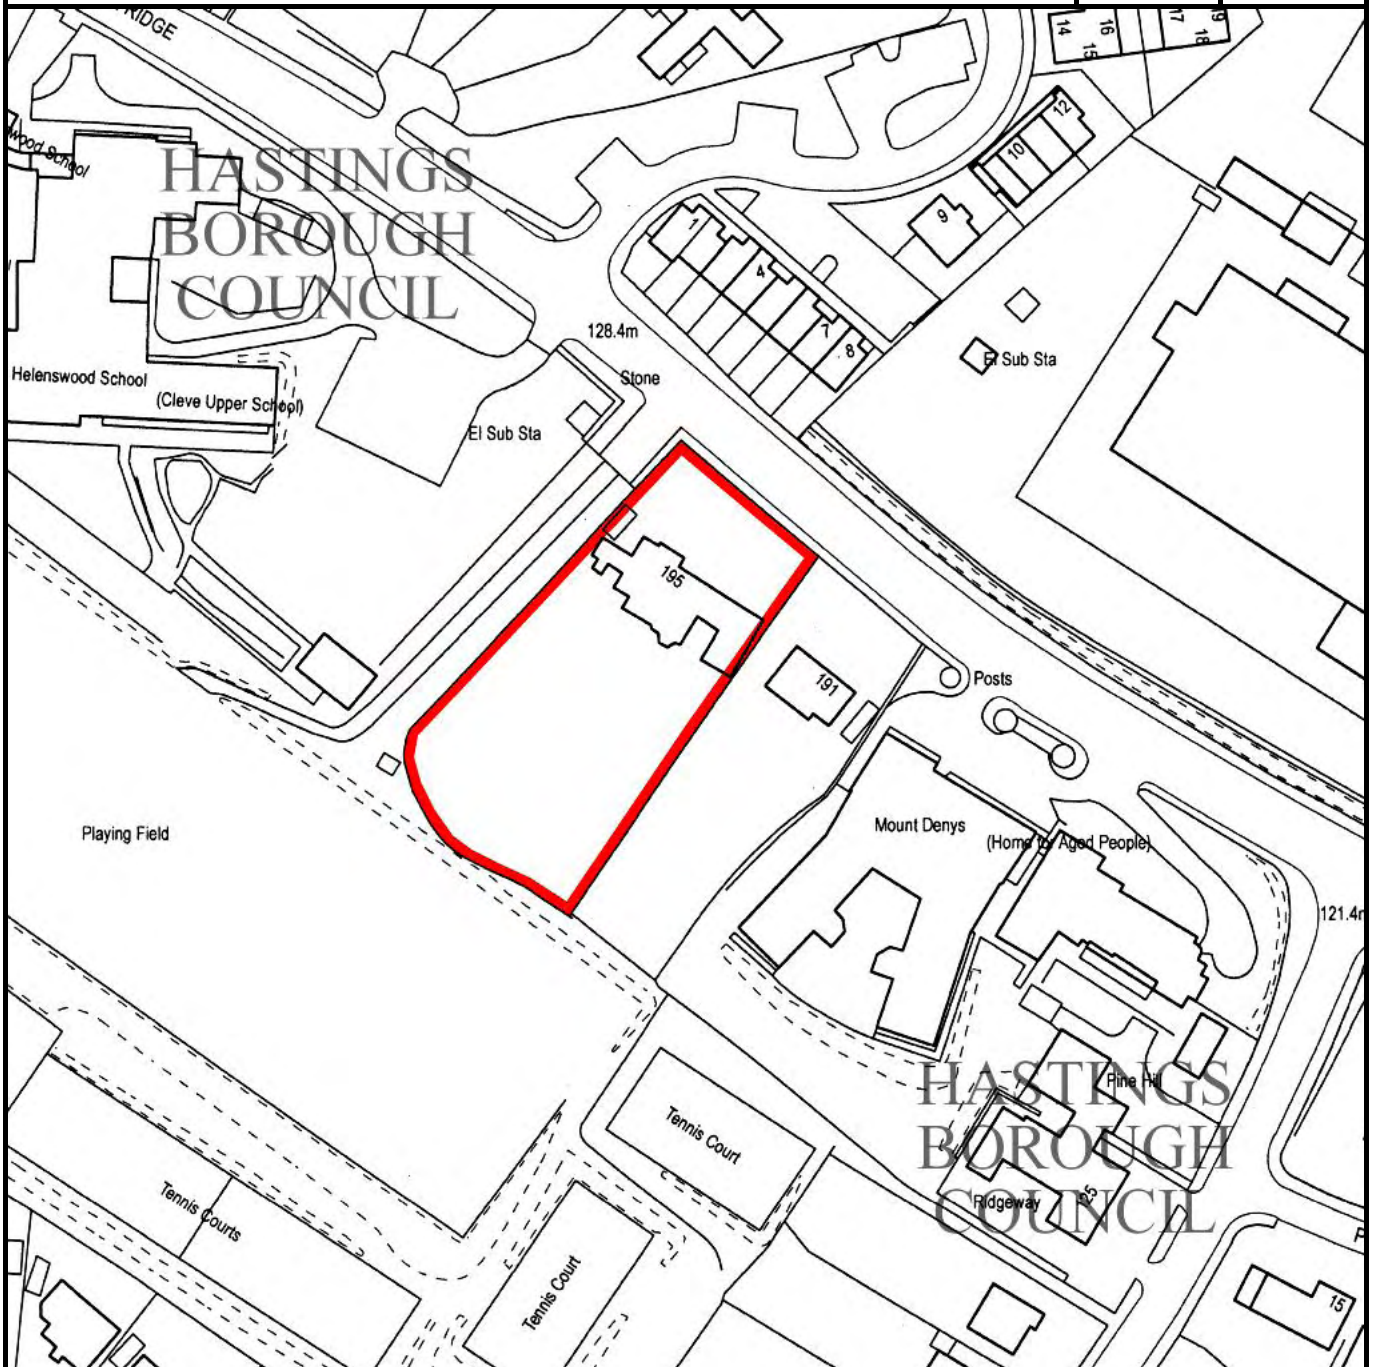 RIDGE
14
16
15
17
19
18
12
10
9
wood School
HASTINGS
BOROUGH
COUNCIL
1
4
7
8
128.4m
Stone
El Sub Sta
Helenswood School
(Cleve Upper School)
El Sub Sta
195
191
Posts
Playing Field
Mount Denys
(Home for Aged People)
121.4m
HASTINGS
BOROUGH
COUNCIL
Pine Hill
Tennis Court
Ridgeway
25
Tennis Courts
Tennis Court
15